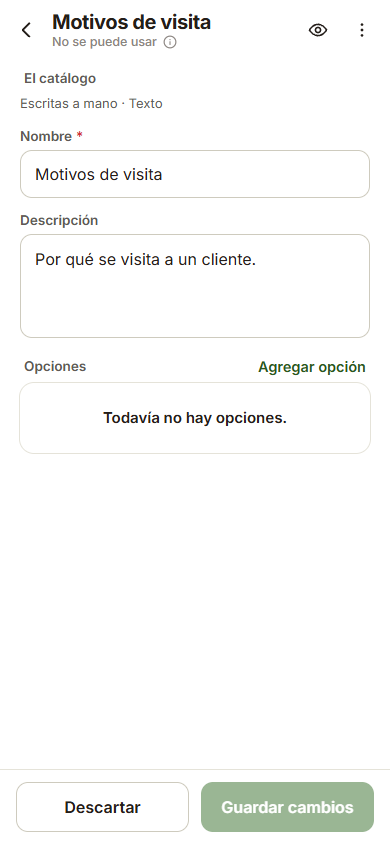 Motivos de visita
No se puede usar
El catálogo
Escritas a mano · Texto
Nombre *
Motivos de visita
Descripción
Por qué se visita a un cliente.
Opciones
Agregar opción
Todavía no hay opciones.
Descartar
Guardar cambios